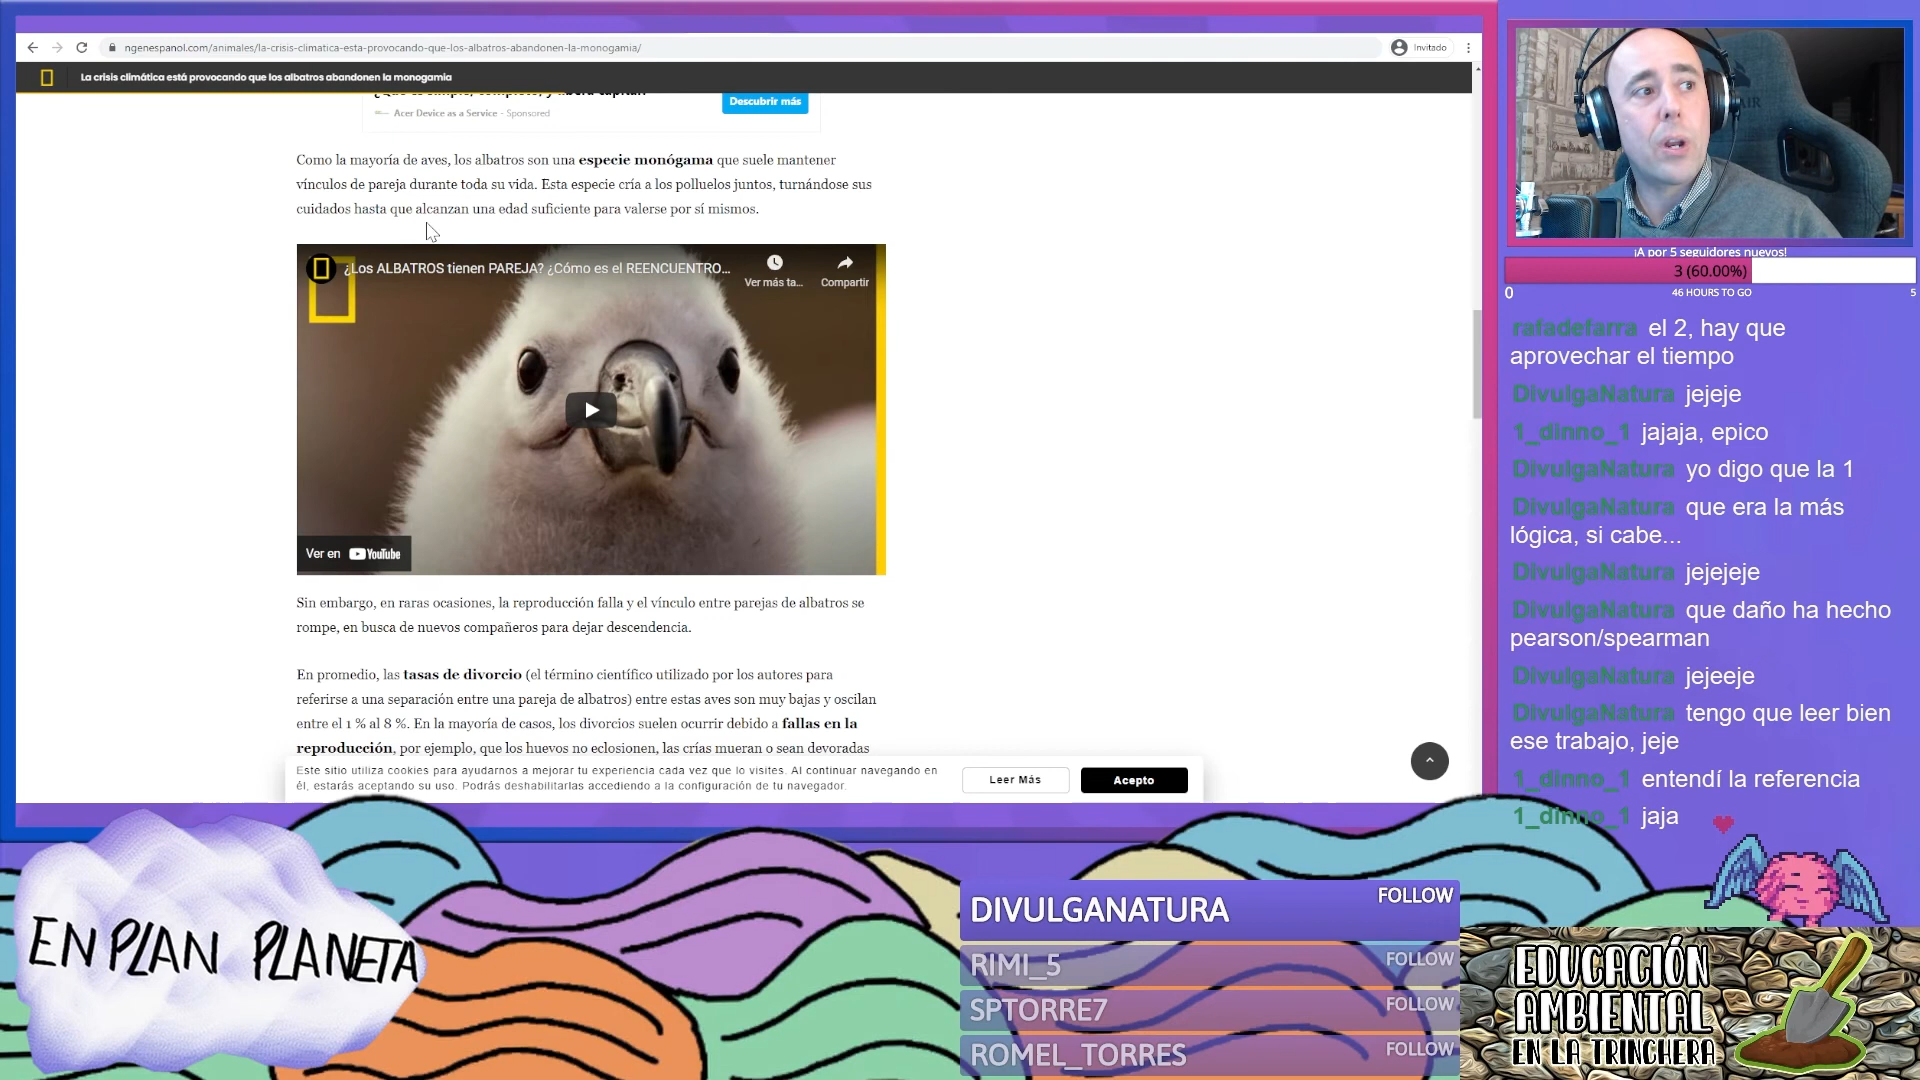 ngenespanol.com/animales/la-crisis-climatica-esta-provocando-que-los-albatros-abandonen-la-monogamia/
Invitado
La crisis climática está provocando que los albatros abandonen la monogamia
Acer Device as a Service - Sponsored
Descubrir más
Como la mayoría de aves, los albatros son una especie monógama que suele mantener
vínculos de pareja durante toda su vida. Esta especie cría a los polluelos juntos, turnándose sus
cuidados hasta que alcanzan una edad suficiente para valerse por sí mismos.
¿Los ALBATROS tienen PAREJA? ¿Cómo es el REENCUENTRO...
Ver más ta...
Compartir
Ver en YouTube
Sin embargo, en raras ocasiones, la reproducción falla y el vínculo entre parejas de albatros se
rompe, en busca de nuevos compañeros para dejar descendencia.
En promedio, las tasas de divorcio (el término científico utilizado por los autores para
referirse a una separación entre una pareja de albatros) entre estas aves son muy bajas y oscilan
entre el 1 % al 8 %. En la mayoría de casos, los divorcios suelen ocurrir debido a fallas en la
reproducción, por ejemplo, que los huevos no eclosionen, las crías mueran o sean devoradas
Este sitio utiliza cookies para ayudarnos a mejorar tu experiencia cada vez que lo visites. Al continuar navegando en
él, estarás aceptando su uso. Podrás deshabilitarlas accediendo a la configuración de tu navegador.
Leer Más
Acepto
¡A por 5 seguidores nuevos!
3 (60.00%)
0
46 HOURS TO GO
5
rafadefarra el 2, hay que
aprovechar el tiempo
DivulgaNatura jejeje
1_dinno_1 jajaja, epico
DivulgaNatura yo digo que la 1
DivulgaNatura que era la más
lógica, si cabe...
DivulgaNatura jejejeje
DivulgaNatura que daño ha hecho
pearson/spearman
DivulgaNatura jejeeje
DivulgaNatura tengo que leer bien
ese trabajo, jeje
1_dinno_1 entendí la referencia
1_dinno_1 jaja
EN PLAN PLANETA
DIVULGANATURA FOLLOW
RIMI_5 FOLLOW
SPTORRE7 FOLLOW
ROMEL_TORRES FOLLOW
EDUCACIÓN
AMBIENTAL
EN LA TRINCHERA